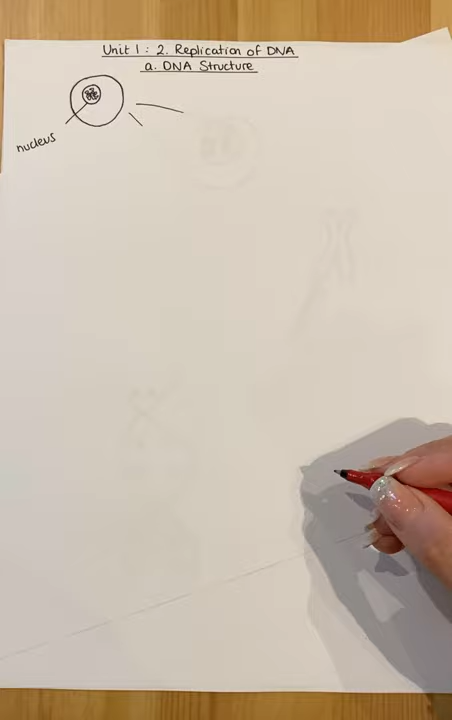 Unit 1 : 2. Replication of DNA
a. DNA Structure
nucleus